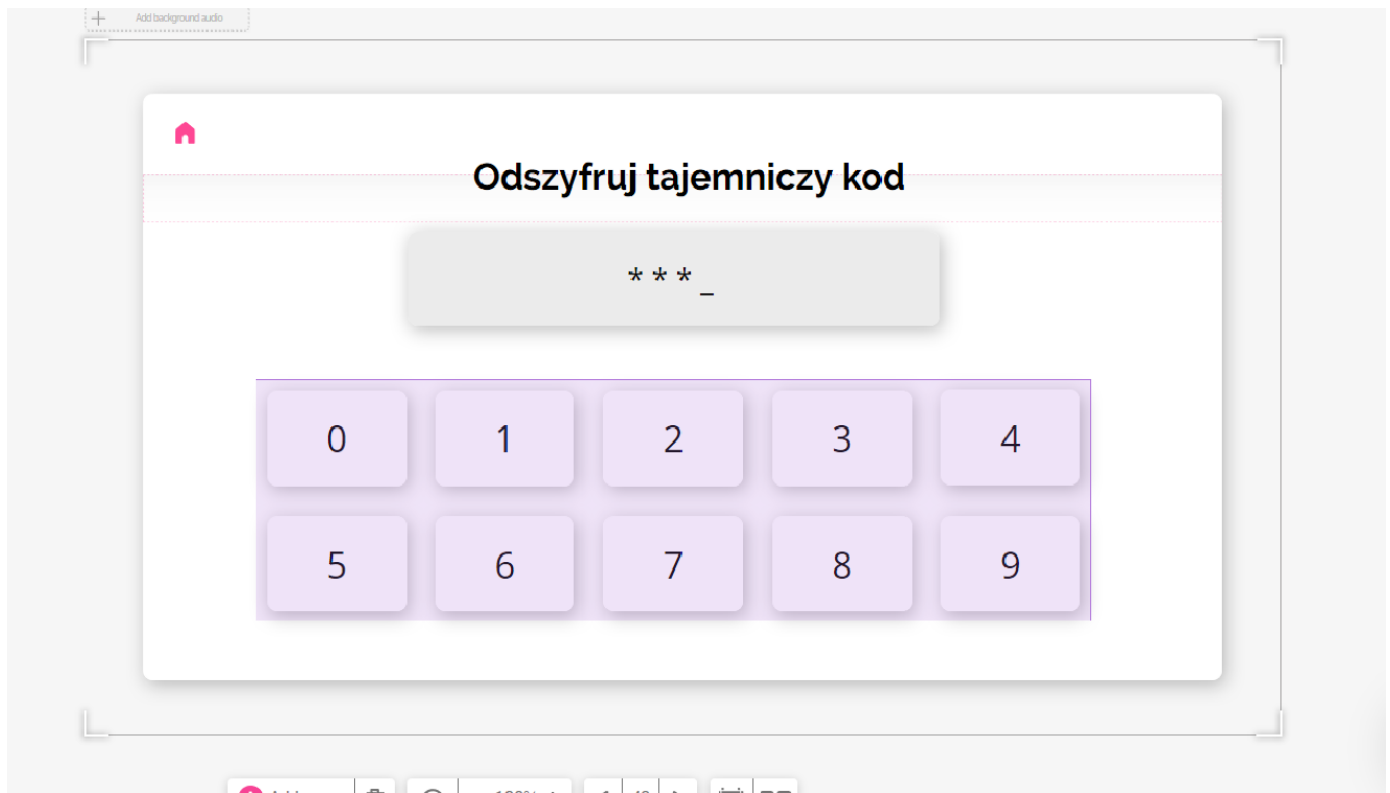 Add background audio
Odszyfruj tajemniczy kod
* * * _
0 1 2 3 4
5 6 7 8 9